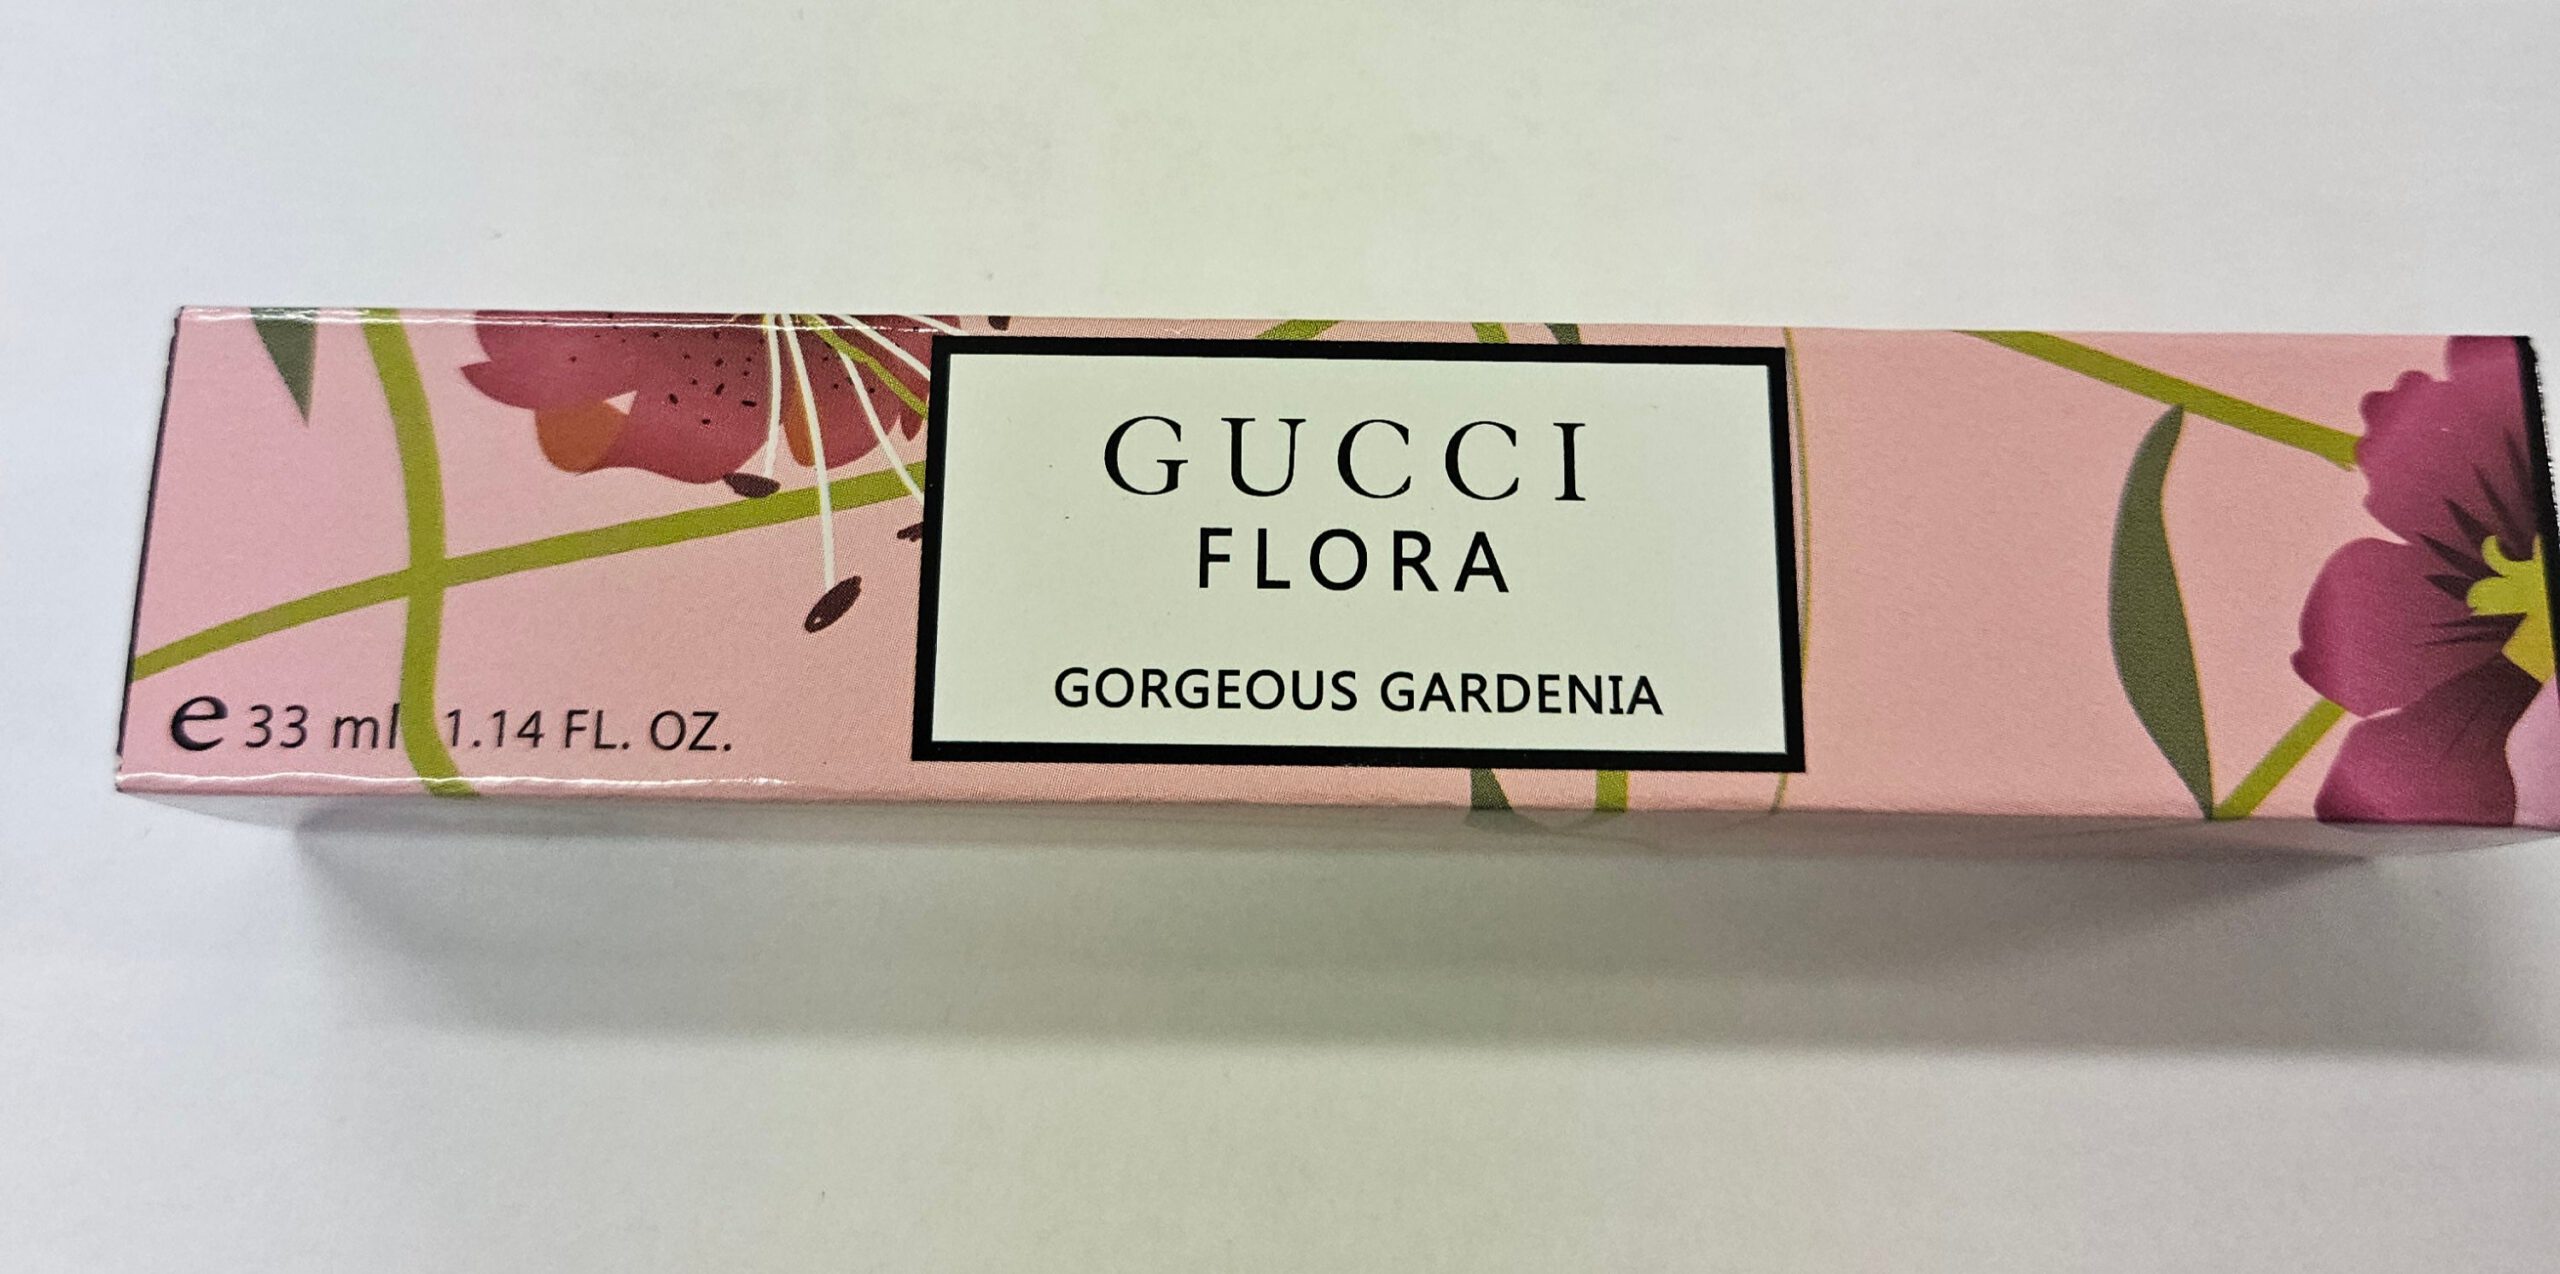 GUCCI
FLORA
GORGEOUS GARDENIA
e 33 ml 1.14 FL. OZ.